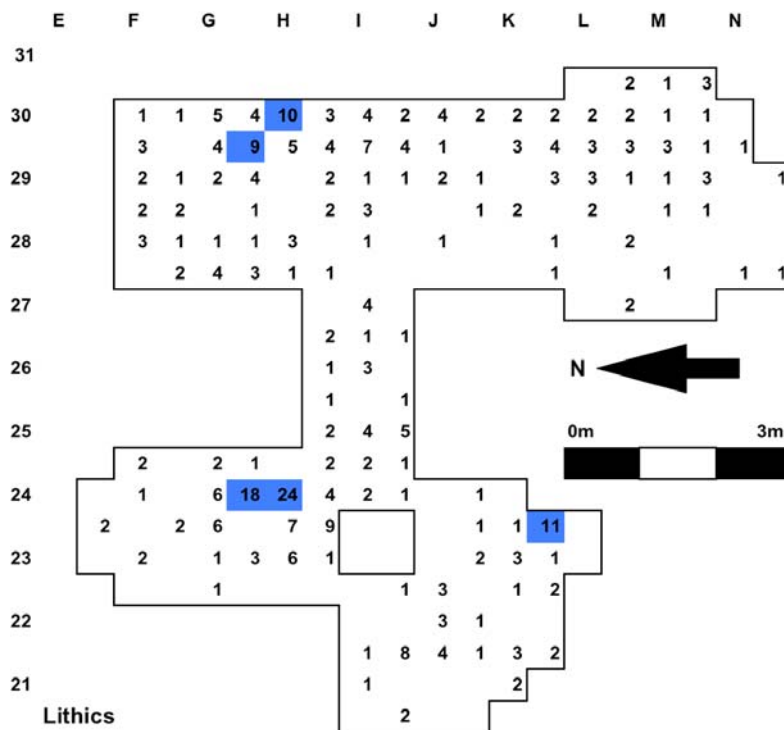 E F G H I J K L M N
31
2 1 3
30 1 1 5 4 10 3 4 2 4 2 2 2 2 2 1 1
3 4 9 5 4 7 4 1 3 4 3 3 3 1 1
29 2 1 2 4 2 1 1 2 1 3 3 1 1 3 1
2 2 1 2 3 1 2 2 1 1
28 3 1 1 1 3 1 1 1 2
2 4 3 1 1 1 1 1 1
27 4 2
2 1 1
26 1 3 N
1 1
25 2 4 5 0m 3m
2 2 1 2 2 1
24 1 6 18 24 4 2 1 1
2 2 6 7 9 1 1 11
23 2 1 3 6 1 2 3 1
1 1 3 1 2
22 3 1
1 8 4 1 3 2
21 1 2
Lithics 2